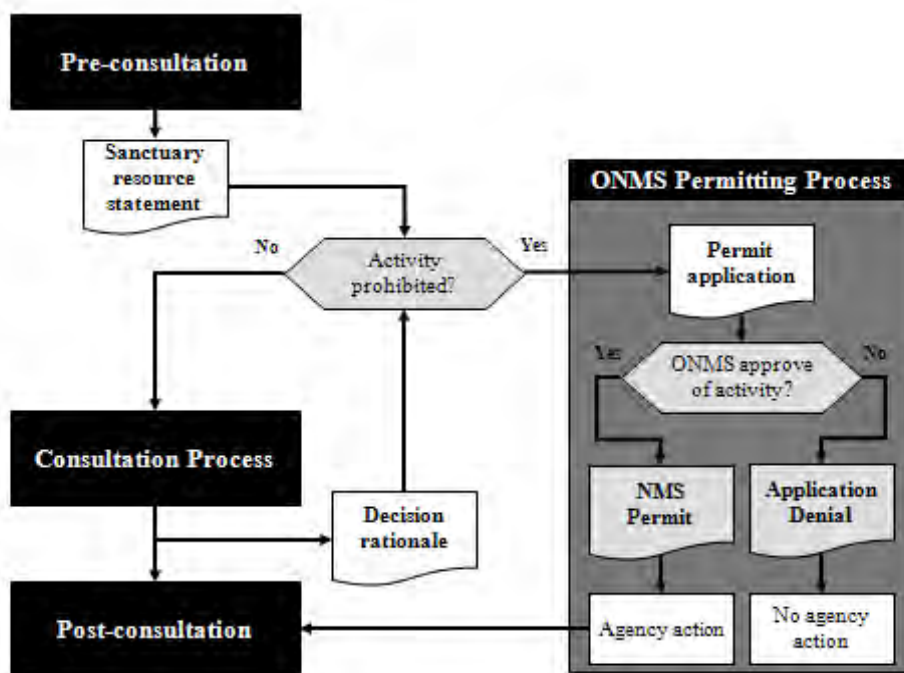 Pre-consultation
Sanctuary
resource
statement
ONMS Permitting Process
No
Yes
Activity
prohibited?
Permit
application
Yes
No
ONMS approve
of activity?
Consultation Process
Decision
rationale
NMS
Permit
Application
Denial
Post-consultation
Agency action
No agency
action